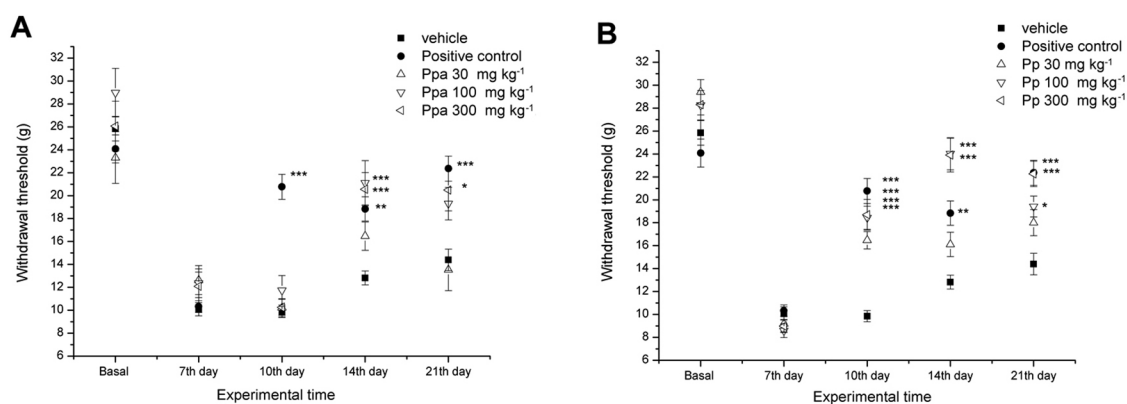 A
vehicle
Positive control
Ppa 30 mg kg-1
Ppa 100 mg kg-1
Ppa 300 mg kg-1
32
30
28
26
24
22
20
18
16
14
12
10
8
6
Withdrawal threshold (g)
***
***
***
**
***
*
Basal
7th day
10th day
14th day
21th day
Experimental time
B
vehicle
Positive control
Pp 30 mg kg-1
Pp 100 mg kg-1
Pp 300 mg kg-1
32
30
28
26
24
22
20
18
16
14
12
10
8
6
Withdrawal threshold (g)
***
***
***
***
***
***
**
***
***
*
Basal
7th day
10th day
14th day
21th day
Experimental time